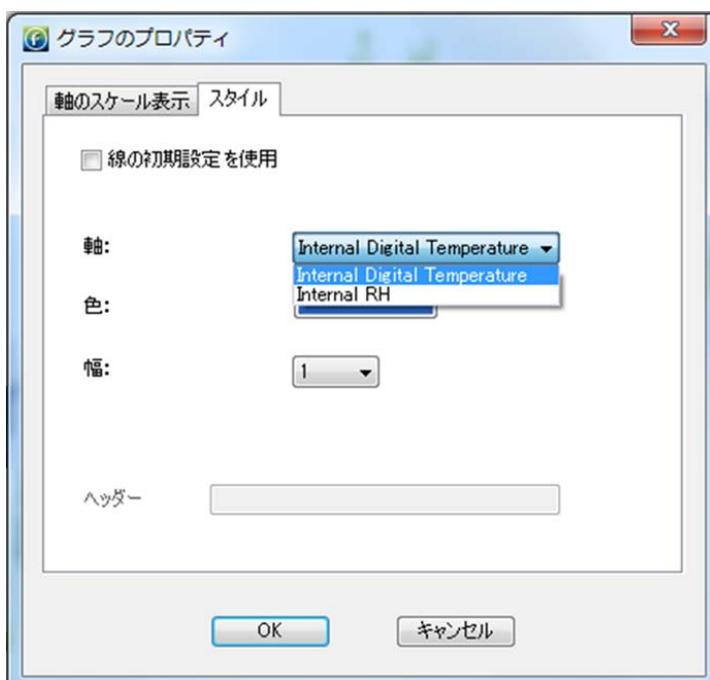 グラフのプロパティ
軸のスケール表示 スタイル
線の初期設定を使用
軸: Internal Digital Temperature
Internal Digital Temperature
Internal RH
色:
幅: 1
ヘッダー
OK キャンセル